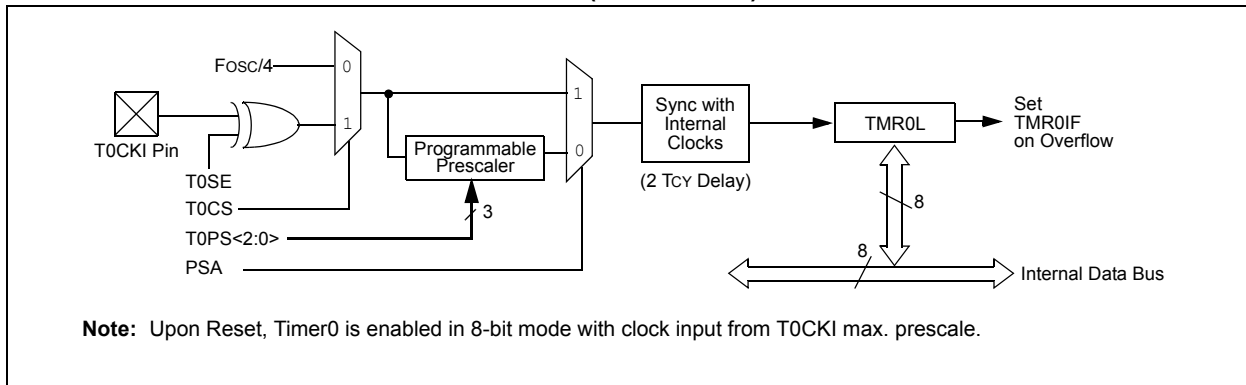 FOSC/4
0
1
T0CKI Pin
T0SE
T0CS
T0PS<2:0>
PSA
Programmable
Prescaler
3
1
0
Sync with
Internal
Clocks
(2 TCY Delay)
TMR0L
Set
TMR0IF
on Overflow
8
8
Internal Data Bus
Note: Upon Reset, Timer0 is enabled in 8-bit mode with clock input from T0CKI max. prescale.